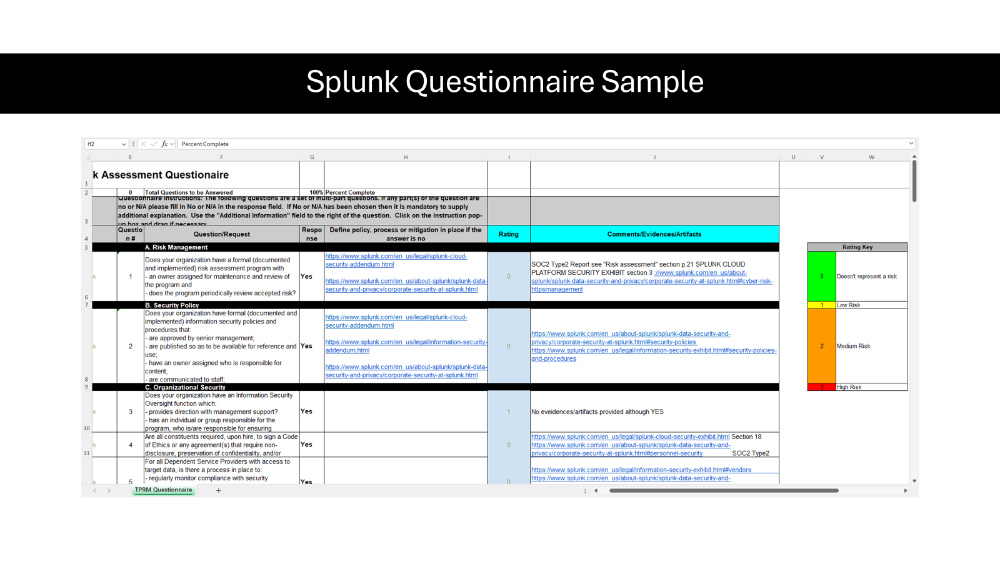 Splunk Questionnaire Sample
H2
fx
Percent Complete
E F G H I J U V W
1
k Assessment Questionaire
2
0
Total Questions to be Answered
100%
Percent Complete
3
Questionnaire Instructions: The following questions are a set of multi-part questions. If any part(s) of the question are
no or N/A please fill in No or N/A in the response field. If No or N/A has been chosen then it is mandatory to supply
additional explanation. Use the "Additional Information" field to the right of the question. Click on the instruction pop-
up box and drag if necessary
4
Questio
n #
Question/Request
Respo
nse
Define policy, process or mitigation in place if the
answer is no
Rating
Comments/Evidences/Artifacts
5
A. Risk Management
Rating Key
6
s
1
Does your organization have a formal (documented
and implemented) risk assessment program with
- an owner assigned for maintenance and review of
the program and
- does the program periodically review accepted risk?
Yes
https://www.splunk.com/en_us/legal/splunk-cloud-
security-addendum.html
https://www.splunk.com/en_us/about-splunk/splunk-data-
security-and-privacy/corporate-security-at-splunk.html
0
SOC2 Type2 Report see "Risk assessment" section p.21 SPLUNK CLOUD
PLATFORM SECURITY EXHIBIT section 3 ://www.splunk.com/en_us/about-
splunk/splunk-data-security-and-privacy/corporate-security-at-splunk.html#cyber-risk-
httpsmanagement
0
Doesn't represent a risk
7
B. Security Policy
1
Low Risk
8
s
2
Does your organization have formal (documented and
implemented) information security policies and
procedures that:
- are approved by senior management;
- are published so as to be available for reference and
use;
- have an owner assigned who is responsible for
content;
- are communicated to staff;
Yes
https://www.splunk.com/en_us/legal/splunk-cloud-
security-addendum.html
https://www.splunk.com/en_us/legal/information-security-
addendum.html
https://www.splunk.com/en_us/about-splunk/splunk-data-
security-and-privacy/corporate-security-at-splunk.html
0
https://www.splunk.com/en_us/about-splunk/splunk-data-security-and-
privacy/corporate-security-at-splunk.html#security-policies
https://www.splunk.com/en_us/legal/information-security-exhibit.html#security-policies-
and-procedures
2
Medium Risk
9
C. Organizational Security
3
High Risk
10
s
3
Does your organization have an Information Security
Oversight function which:
- provides direction with management support?
- has an individual or group responsible for the
program, who is/are responsible for ensuring
Yes
1
No eveidences/artifacts provided although YES
11
s
4
Are all constituents required, upon hire, to sign a Code
of Ethics or any agreement(s) that require non-
disclosure, preservation of confidentiality, and/or
Yes
0
https://www.splunk.com/en_us/legal/splunk-cloud-security-exhibit.html Section 18
https://www.splunk.com/en_us/about-splunk/splunk-data-security-and-
privacy/corporate-security-at-splunk.html#personnel-security SOC2 Type2
s
5
For all Dependent Service Providers with access to
target data, is there a process in place to:
- regularly monitor compliance with security
Yes
0
https://www.splunk.com/en_us/legal/information-security-exhibit.html#vendors
https://www.splunk.com/en_us/about-splunk/splunk-data-security-and-
TPRM Questionnaire